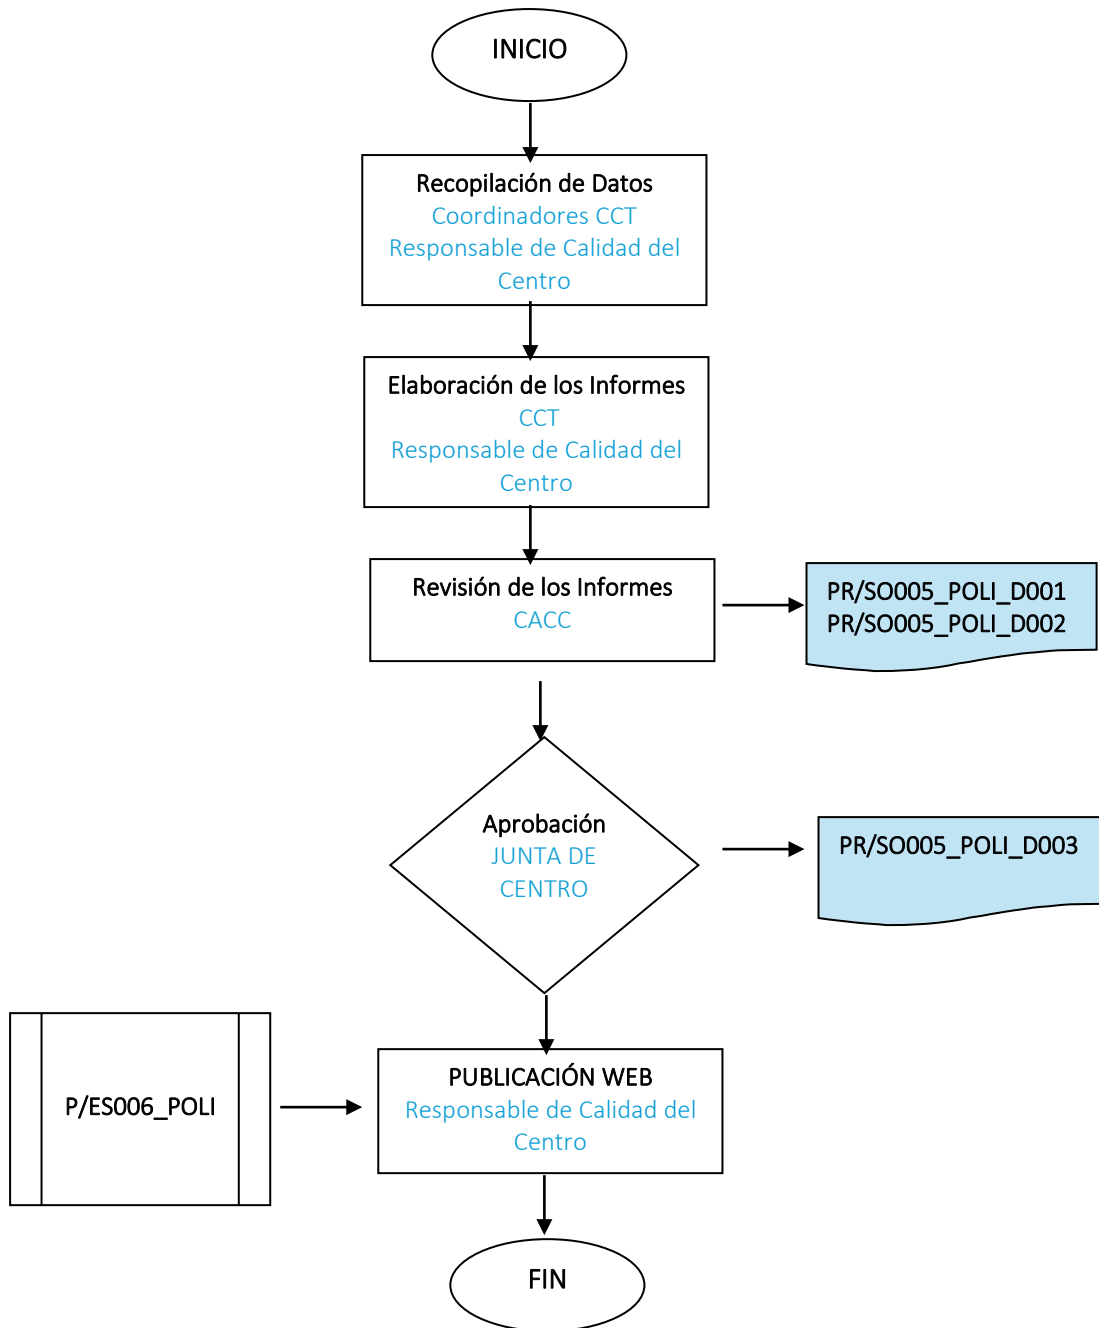 INICIO
Recopilación de Datos
Coordinadores CCT
Responsable de Calidad del
Centro
Elaboración de los Informes
CCT
Responsable de Calidad del
Centro
Revisión de los Informes
CACC
PR/SO005_POLI_D001
PR/SO005_POLI_D002
Aprobación
JUNTA DE
CENTRO
PR/SO005_POLI_D003
P/ES006_POLI
PUBLICACIÓN WEB
Responsable de Calidad del
Centro
FIN